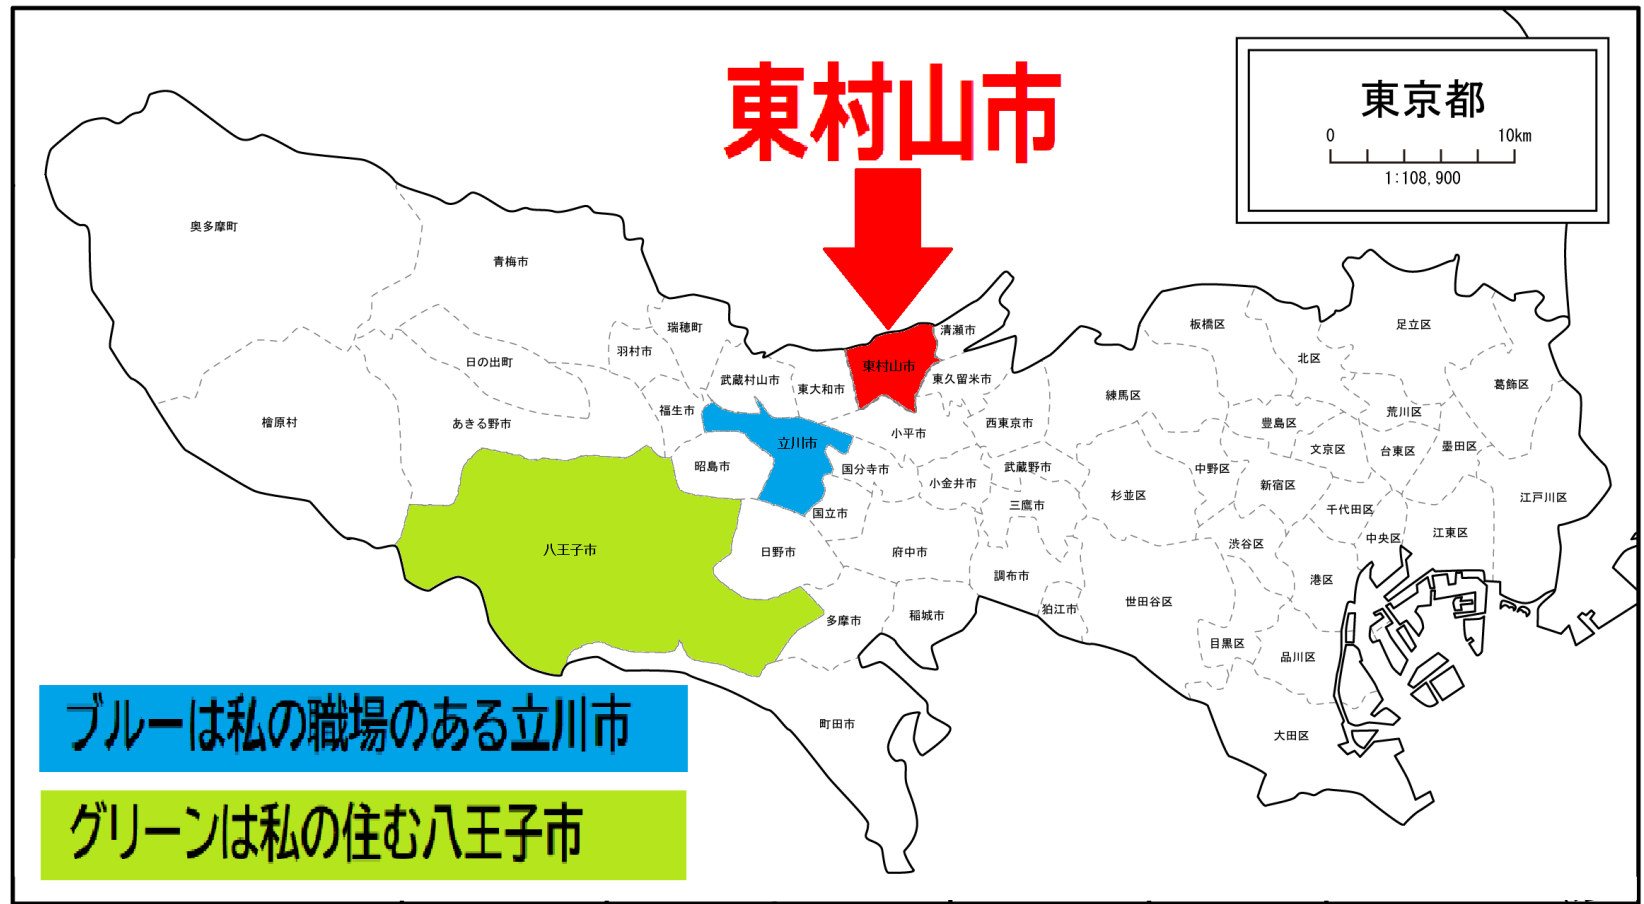 東村山市
東京都
0 10km
1:108,900
奥多摩町
青梅市
瑞穂町
羽村市
日の出町
檜原村
あきる野市
福生市
武蔵村山市
東大和市
東村山市
清瀬市
東久留米市
立川市
昭島市
小平市
西東京市
国分寺市
小金井市
武蔵野市
三鷹市
国立市
八王子市
日野市
府中市
調布市
狛江市
多摩市
稲城市
町田市
板橋区
北区
足立区
葛飾区
練馬区
豊島区
荒川区
文京区
台東区
墨田区
中野区
新宿区
杉並区
千代田区
江戸川区
渋谷区
中央区
江東区
港区
世田谷区
目黒区
品川区
大田区
ブルーは私の職場のある立川市
グリーンは私の住む八王子市